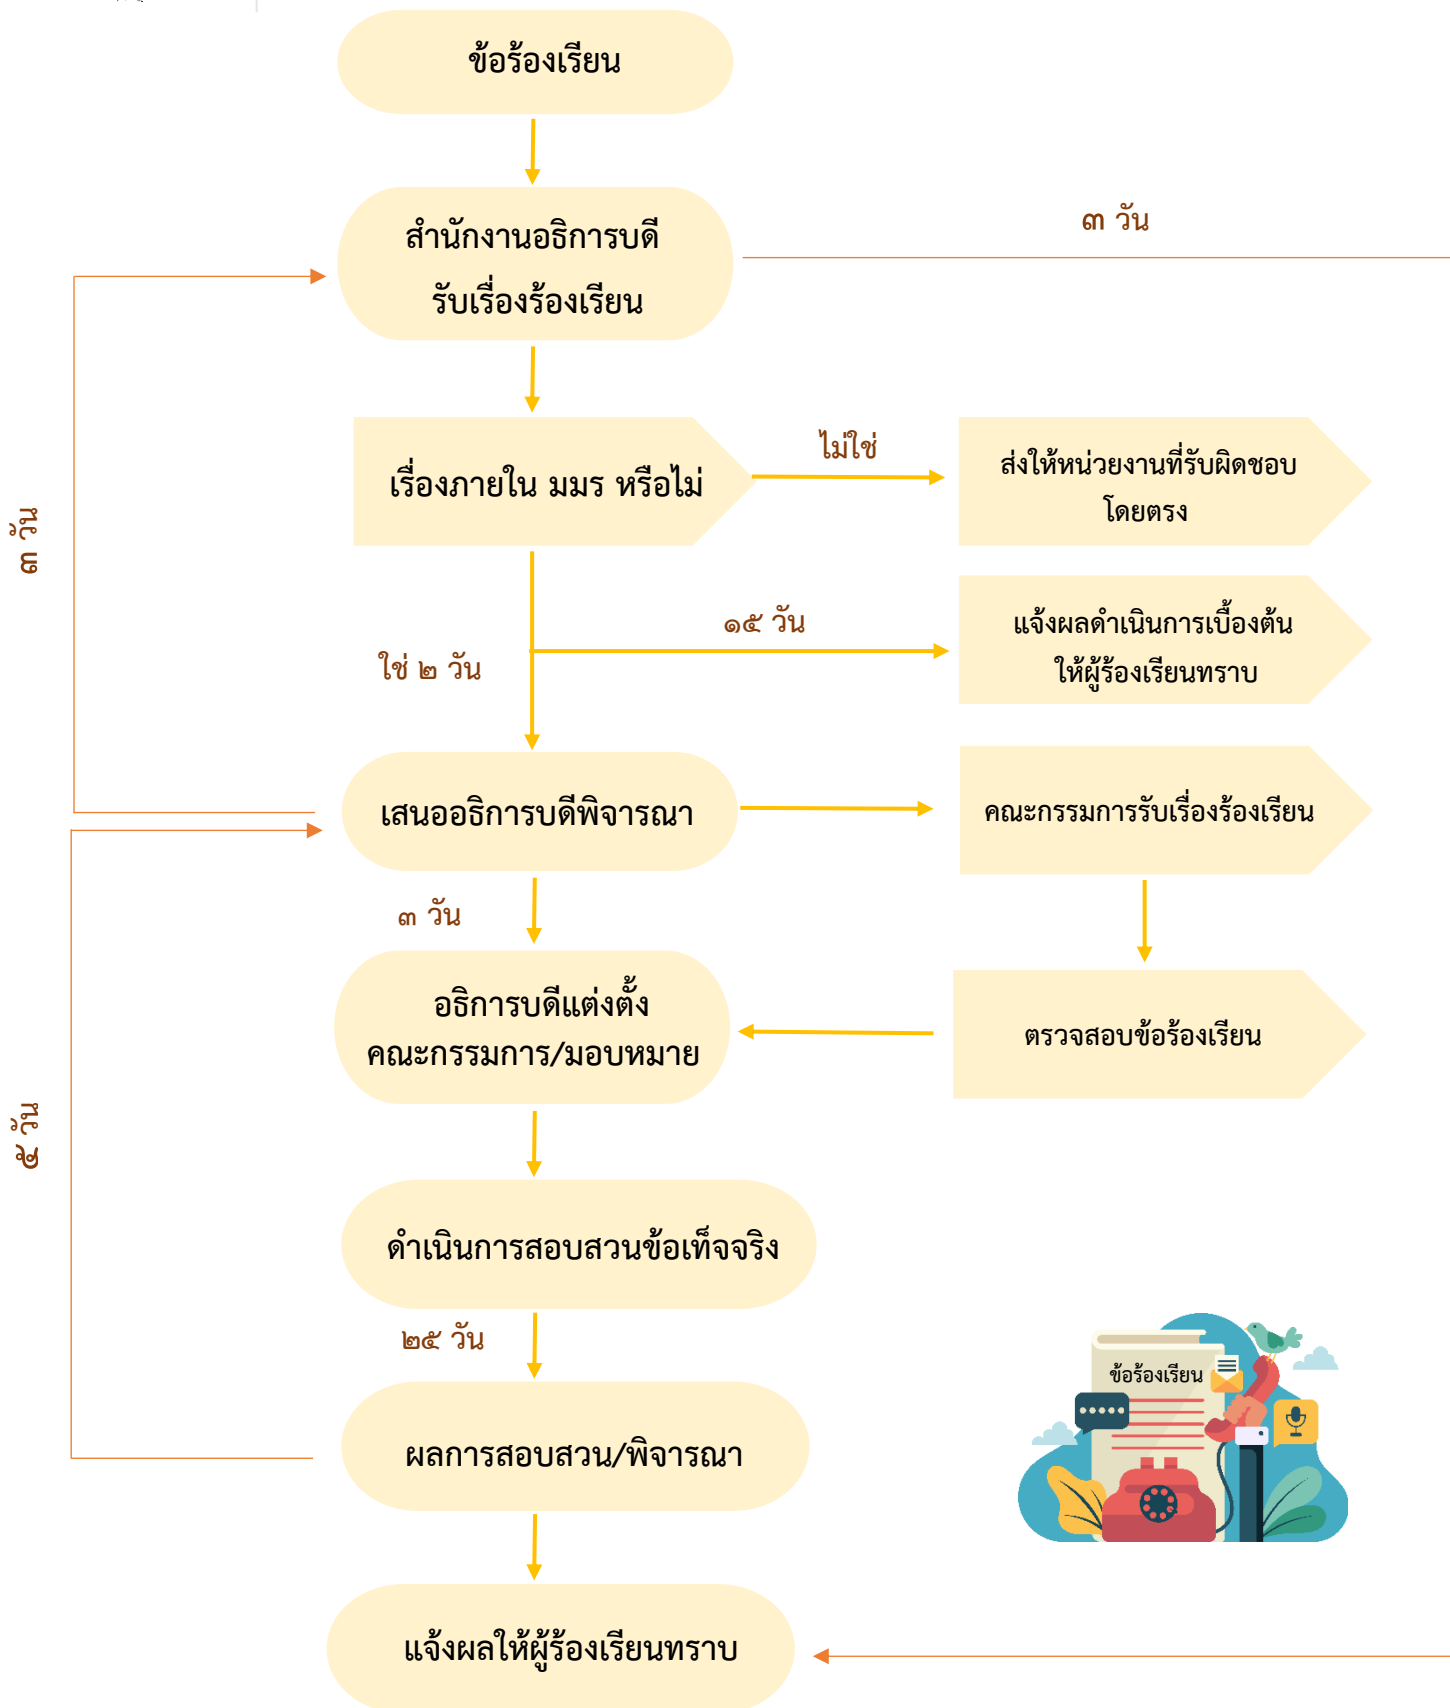 ข้อร้องเรียน
สำนักงานอธิการบดี
รับเรื่องร้องเรียน
๓ วัน
เรื่องภายใน มมร หรือไม่
ไม่ใช่
ส่งให้หน่วยงานที่รับผิดชอบ
โดยตรง
๓ วัน
ใช่ ๒ วัน
๑๕ วัน
แจ้งผลดำเนินการเบื้องต้น
ให้ผู้ร้องเรียนทราบ
เสนออธิการบดีพิจารณา
คณะกรรมการรับเรื่องร้องเรียน
๓ วัน
อธิการบดีแต่งตั้ง
คณะกรรมการ/มอบหมาย
ตรวจสอบข้อร้องเรียน
๕ วัน
ดำเนินการสอบสวนข้อเท็จจริง
๒๕ วัน
ข้อร้องเรียน
ผลการสอบสวน/พิจารณา
แจ้งผลให้ผู้ร้องเรียนทราบ